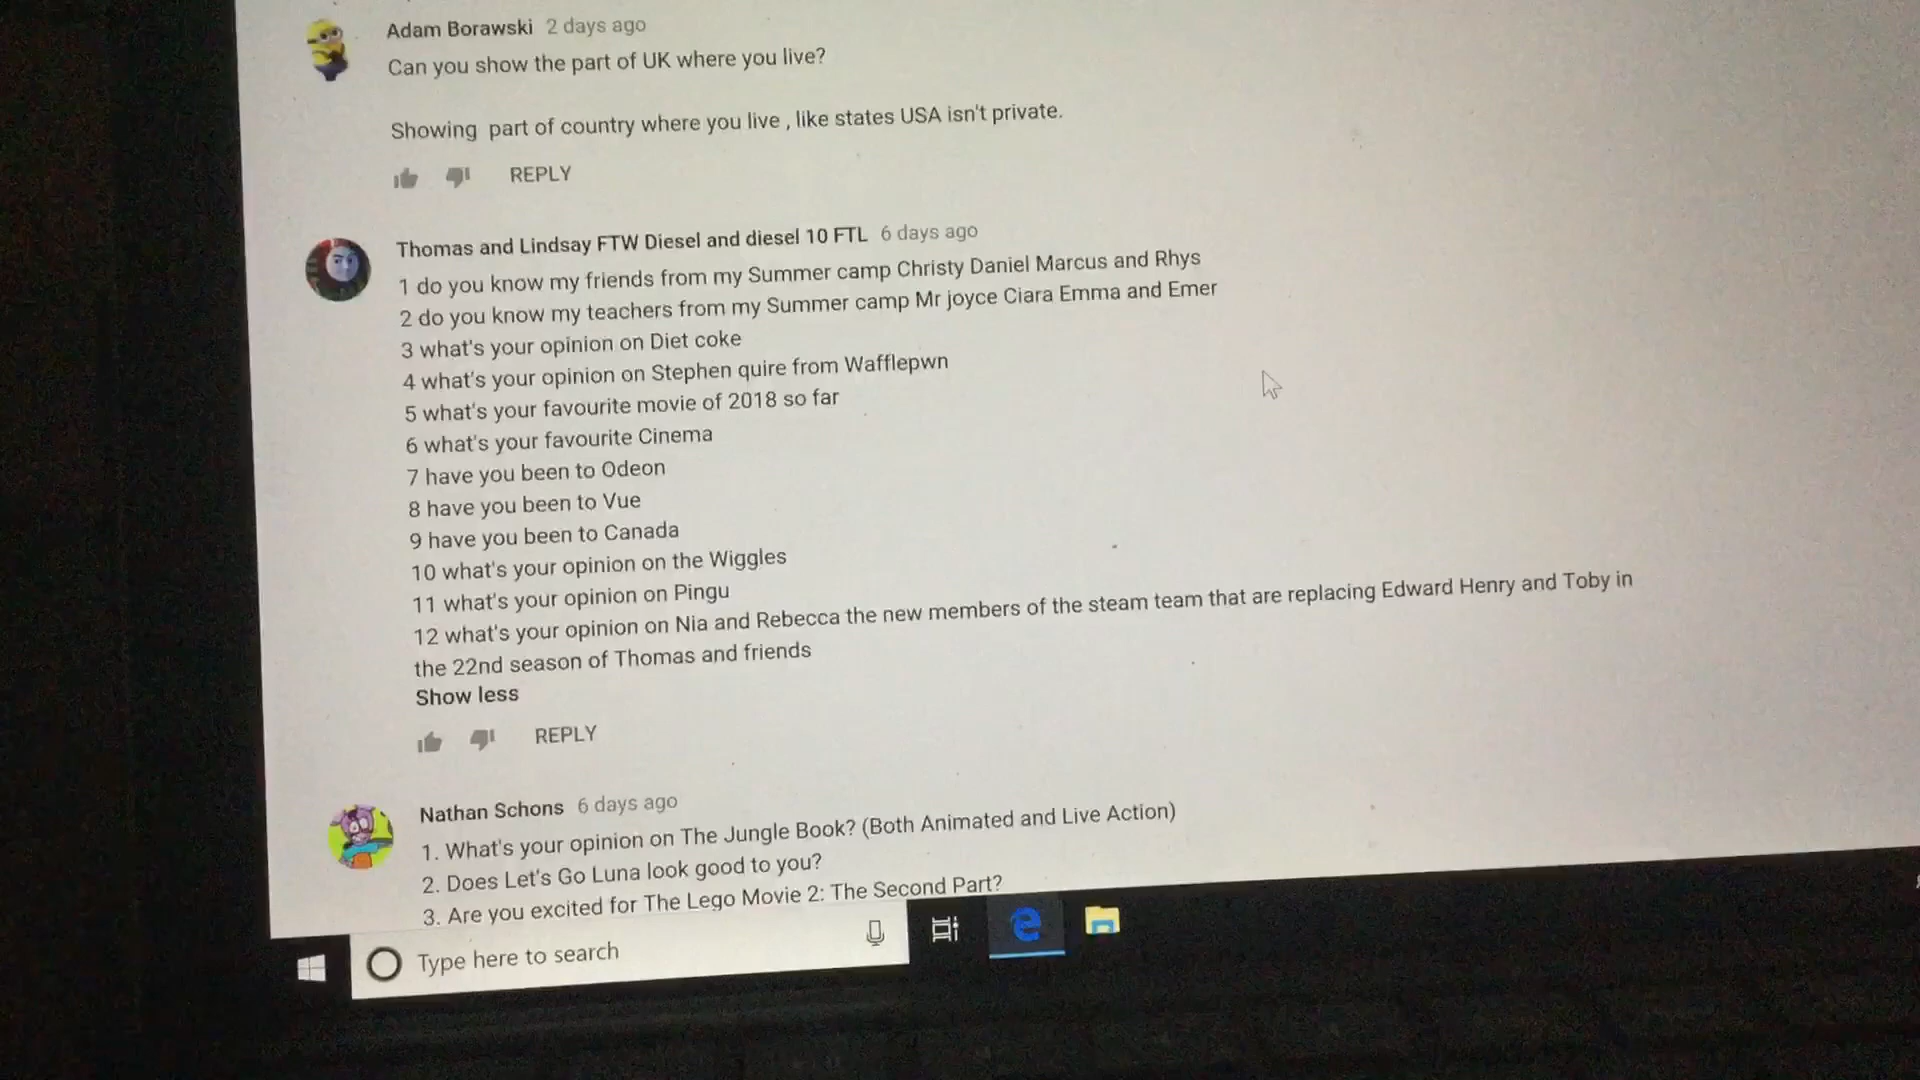 Adam Borawski 2 days ago
Can you show the part of UK where you live?
Showing part of country where you live , like states USA isn't private.
REPLY
Thomas and Lindsay FTW Diesel and diesel 10 FTL 6 days ago
1 do you know my friends from my Summer camp Christy Daniel Marcus and Rhys
2 do you know my teachers from my Summer camp Mr joyce Ciara Emma and Emer
3 what's your opinion on Diet coke
4 what's your opinion on Stephen quire from Wafflepwn
5 what's your favourite movie of 2018 so far
6 what's your favourite Cinema
7 have you been to Odeon
8 have you been to Vue
9 have you been to Canada
10 what's your opinion on the Wiggles
11 what's your opinion on Pingu
12 what's your opinion on Nia and Rebecca the new members of the steam team that are replacing Edward Henry and Toby in
the 22nd season of Thomas and friends
Show less
REPLY
Nathan Schons 6 days ago
1. What's your opinion on The Jungle Book? (Both Animated and Live Action)
2. Does Let's Go Luna look good to you?
3. Are you excited for The Lego Movie 2: The Second Part?
Type here to search